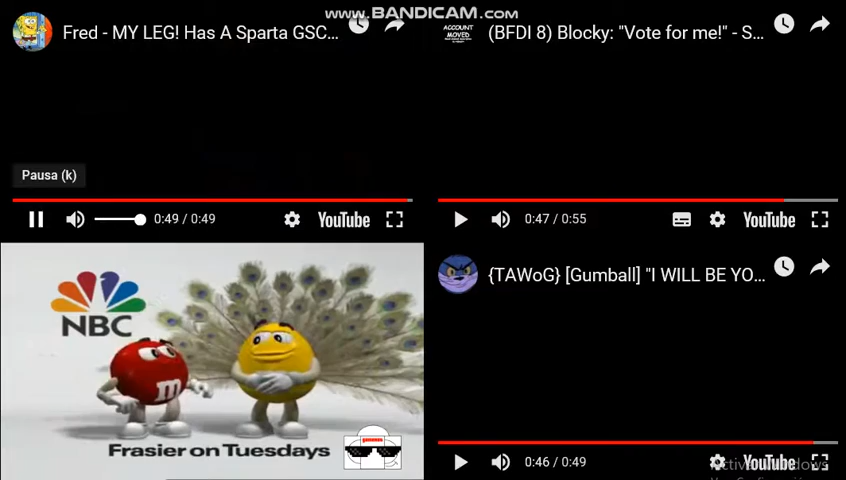 www.BANDICAM.com
Fred - MY LEG! Has A Sparta GSC...
ACCOUNT
MOVED
(BFDI 8) Blocky: "Vote for me!" - S...
Pausa (k)
0:49 / 0:49
YouTube
0:47 / 0:55
YouTube
NBC
m
Frasier on Tuesdays
{TAWoG} [Gumball] "I WILL BE YO...
0:46 / 0:49
YouTube